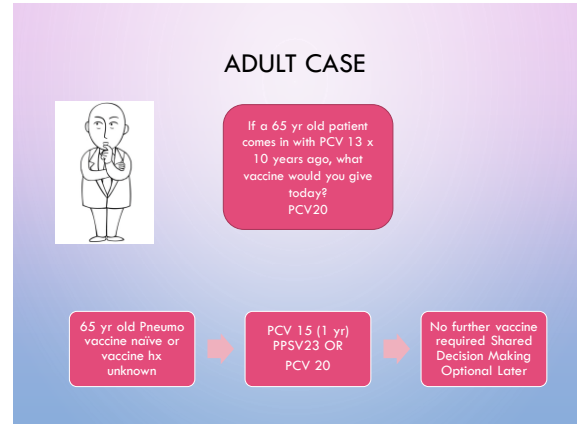 ADULT CASE
If a 65 yr old patient
comes in with PCV 13 x
10 years ago, what
vaccine would you give
today?
PCV20
65 yr old Pneumo
vaccine naïve or
vaccine hx
unknown
PCV 15 (1 yr)
PPSV23 OR
PCV 20
No further vaccine
required Shared
Decision Making
Optional Later